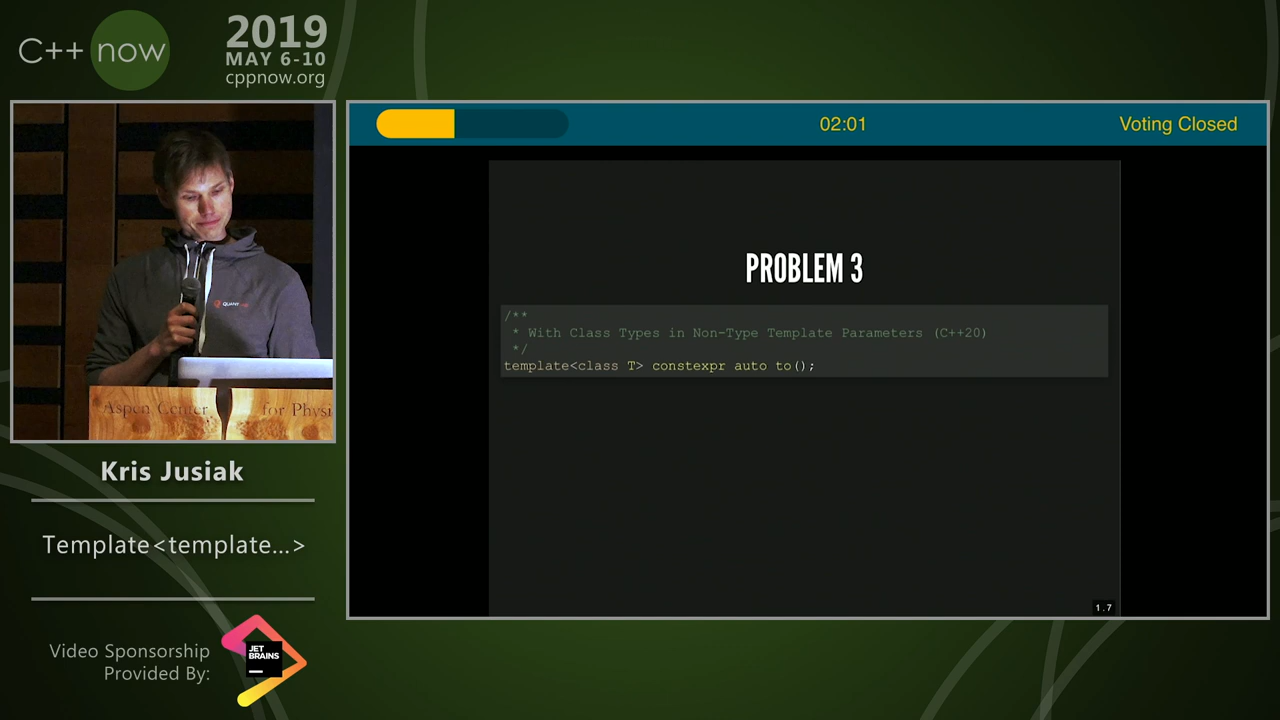 C++ now
2019
MAY 6-10
cppnow.org
02:01
Voting Closed
PROBLEM 3
/**
* With Class Types in Non-Type Template Parameters (C++20)
*/
template<class T> constexpr auto to();
1.7
QUANT
Aspen Center for Physi
Kris Jusiak
Template<template...>
Video Sponsorship
Provided By:
JET
BRAINS